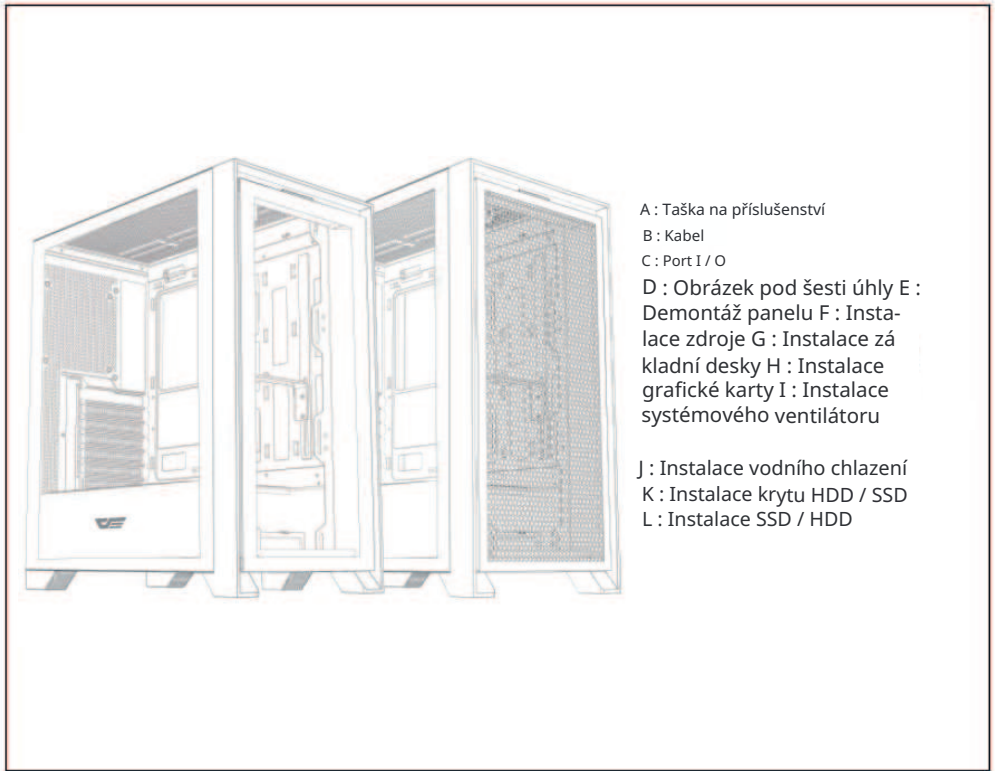 A : Taška na příslušenství
B : Kabel
C : Port I / O
D : Obrázek pod šesti úhly E :
Demontáž panelu F : Insta-
lace zdroje G : Instalace zá
kladní desky H : Instalace
grafické karty I : Instalace
systémového ventilátoru
J : Instalace vodního chlazení
K : Instalace krytu HDD / SSD
L : Instalace SSD / HDD